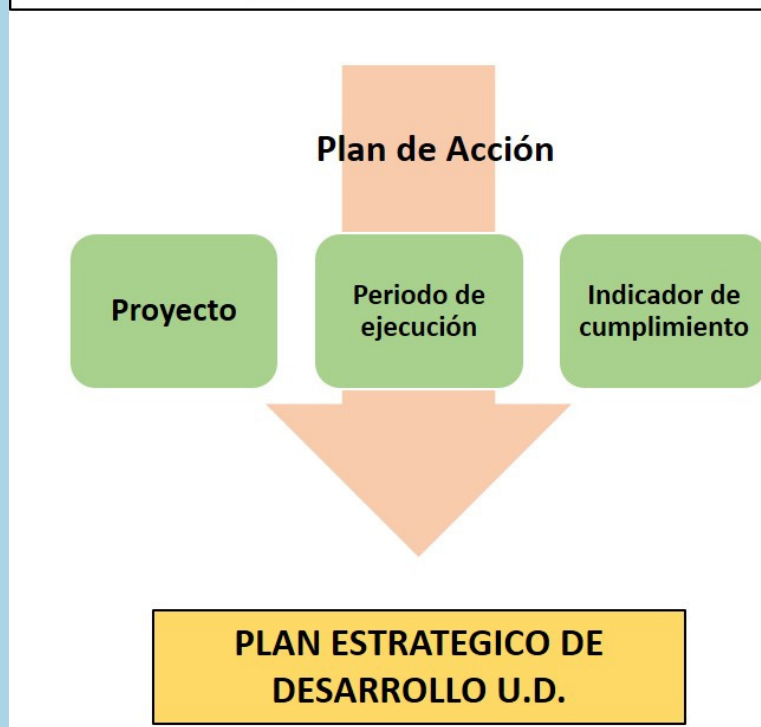 Plan de Acción
Proyecto
Periodo de
ejecución
Indicador de
cumplimiento
PLAN ESTRATEGICO DE
DESARROLLO U.D.